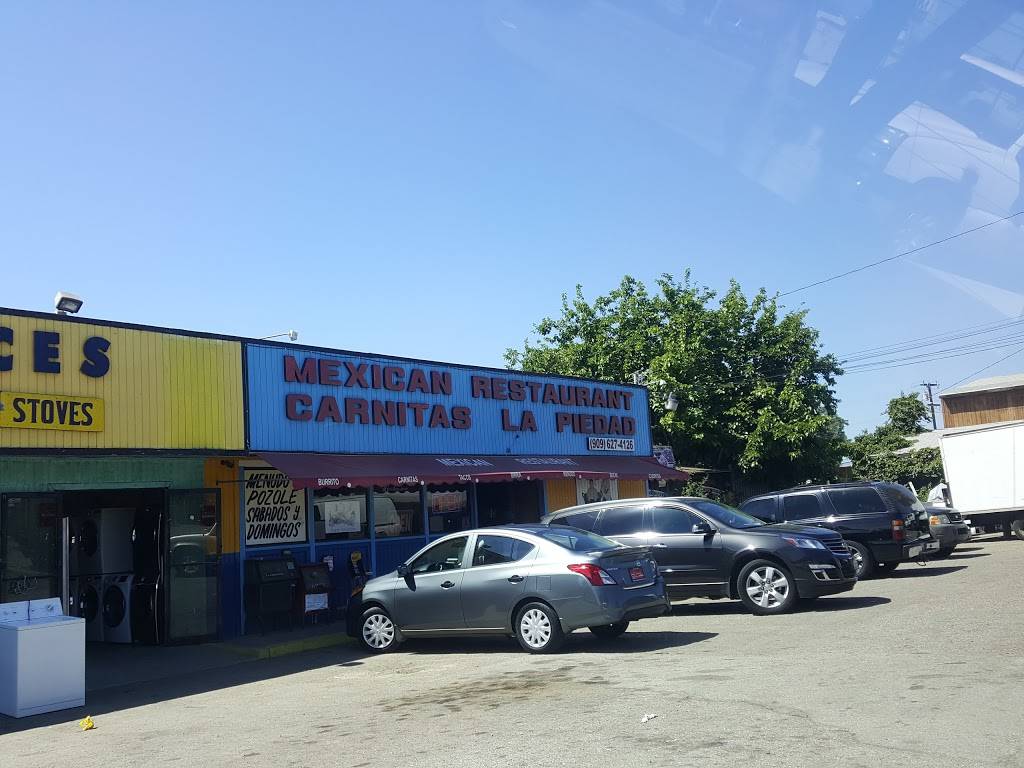 CES
STOVES
MEXICAN RESTAURANT
CARNITAS LA PIEDAD
(909) 627-4126
MEXICAN RESTAURANT
BURRITO CARNITAS TACOS
MENUDO
POZOLE
SABADOS Y
DOMINGOS